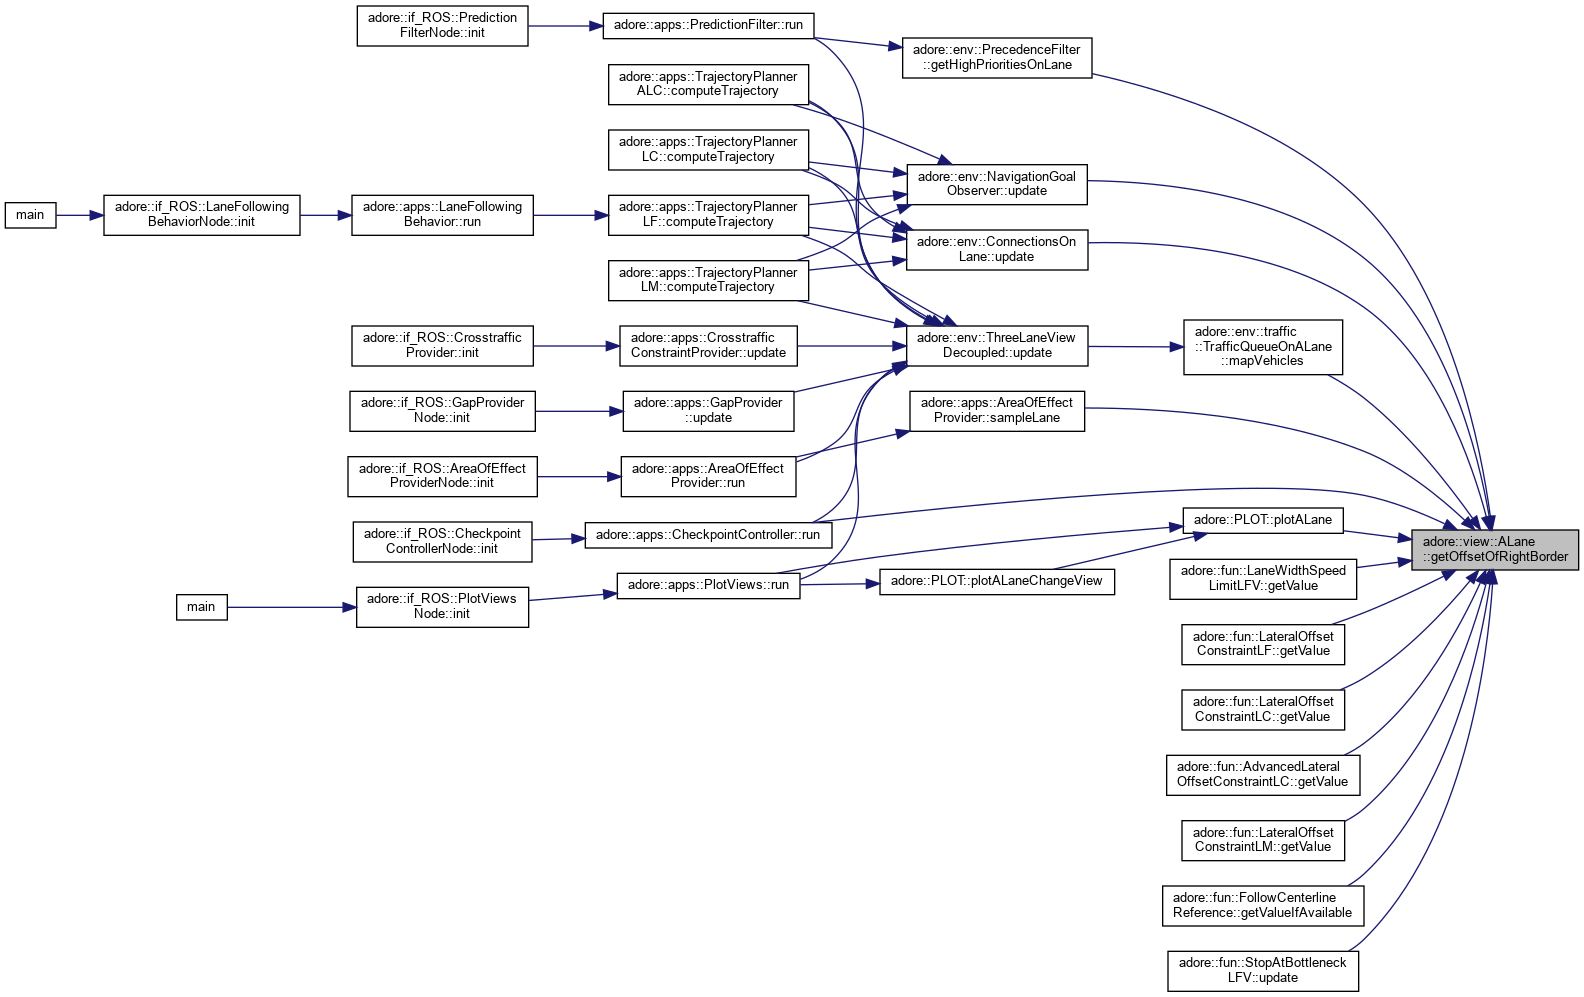 adore::if_ROS::Prediction
FilterNode::init
adore::apps::PredictionFilter::run
adore::env::PrecedenceFilter
::getHighPrioritiesOnLane
adore::apps::TrajectoryPlanner
ALC::computeTrajectory
adore::apps::TrajectoryPlanner
LC::computeTrajectory
adore::env::NavigationGoal
Observer::update
main
adore::if_ROS::LaneFollowing
BehaviorNode::init
adore::apps::LaneFollowing
Behavior::run
adore::apps::TrajectoryPlanner
LF::computeTrajectory
adore::env::ConnectionsOn
Lane::update
adore::apps::TrajectoryPlanner
LM::computeTrajectory
adore::if_ROS::Crosstraffic
Provider::init
adore::apps::Crosstraffic
ConstraintProvider::update
adore::env::ThreeLaneView
Decoupled::update
adore::env::traffic
::TrafficQueueOnALane
::mapVehicles
adore::if_ROS::GapProvider
Node::init
adore::apps::GapProvider
::update
adore::apps::AreaOfEffect
Provider::sampleLane
adore::if_ROS::AreaOfEffect
ProviderNode::init
adore::apps::AreaOfEffect
Provider::run
adore::if_ROS::Checkpoint
ControllerNode::init
adore::apps::CheckpointController::run
adore::PLOT::plotALane
adore::view::ALane
::getOffsetOfRightBorder
main
adore::if_ROS::PlotViews
Node::init
adore::apps::PlotViews::run
adore::PLOT::plotALaneChangeView
adore::fun::LaneWidthSpeed
LimitLFV::getValue
adore::fun::LateralOffset
ConstraintLF::getValue
adore::fun::LateralOffset
ConstraintLC::getValue
adore::fun::AdvancedLateral
OffsetConstraintLC::getValue
adore::fun::LateralOffset
ConstraintLM::getValue
adore::fun::FollowCenterline
Reference::getValueIfAvailable
adore::fun::StopAtBottleneck
LFV::update